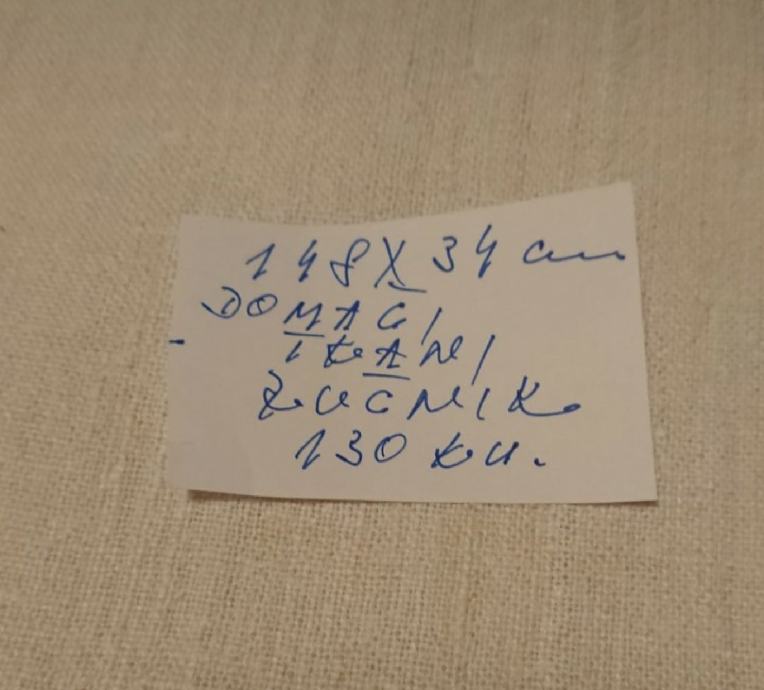 148 X 34 cm
DOMAĆI
TKANI
RUČNIK
130 kn.